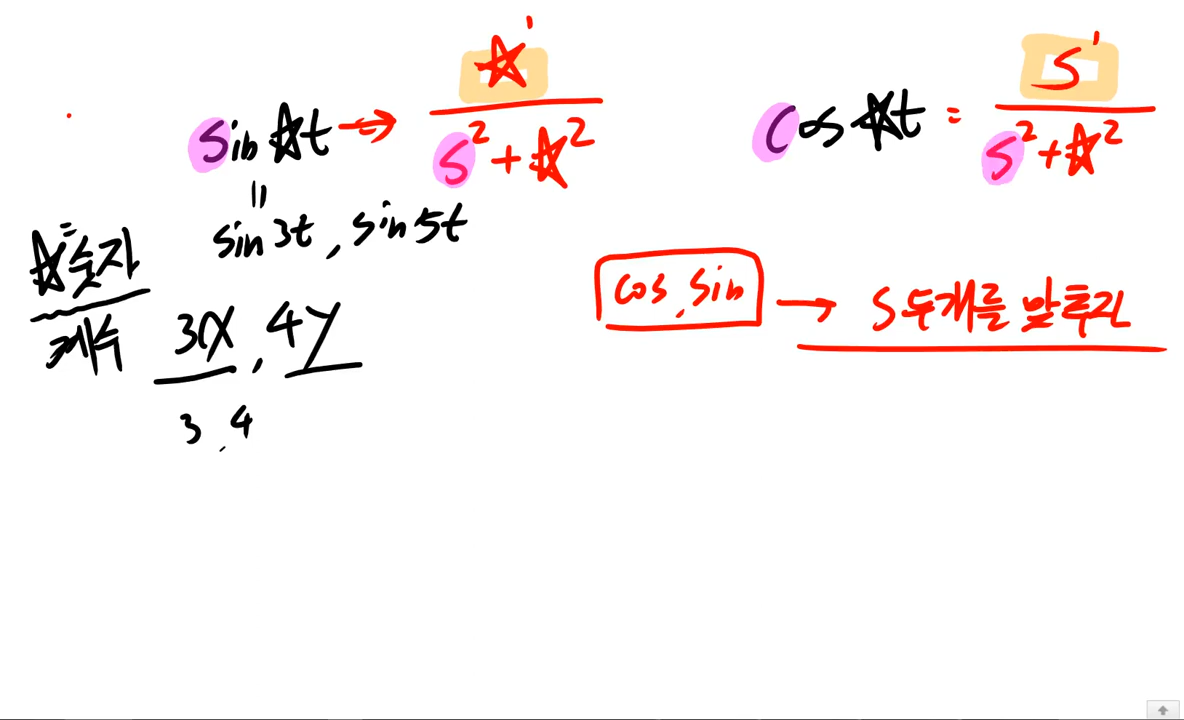 sin ☆t → ☆' / (s² + ☆²)
cos ☆t = s' / (s² + ☆²)
" sin 3t, sin 5t
☆=숫자
계수 3x, 4y
3, 4
cos, sin → S 두개를 맞추자